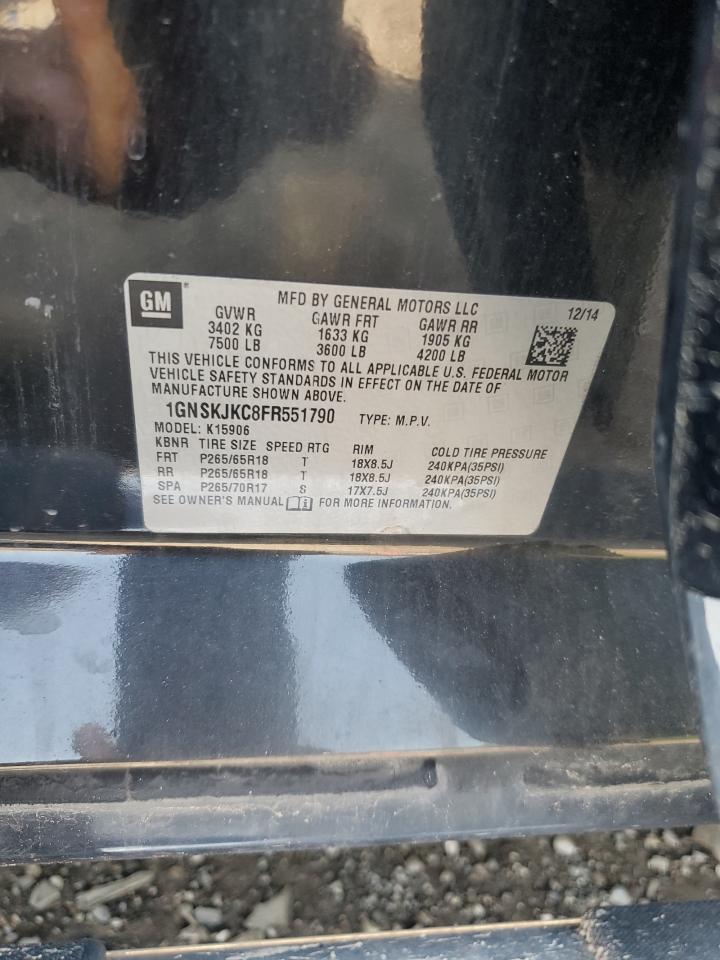 GM ®
MFD BY GENERAL MOTORS LLC
12/14
GVWR GAWR FRT GAWR RR
3402 KG 1633 KG 1905 KG
7500 LB 3600 LB 4200 LB
THIS VEHICLE CONFORMS TO ALL APPLICABLE U.S. FEDERAL MOTOR
VEHICLE SAFETY STANDARDS IN EFFECT ON THE DATE OF
MANUFACTURE SHOWN ABOVE.
1GNSKJKC8FR551790 TYPE: M.P.V.
MODEL: K15906
KBNR TIRE SIZE SPEED RTG RIM COLD TIRE PRESSURE
FRT P265/65R18 T 18X8.5J 240KPA(35PSI)
RR P265/65R18 T 18X8.5J 240KPA(35PSI)
SPA P265/70R17 S 17X7.5J 240KPA(35PSI)
SEE OWNER'S MANUAL FOR MORE INFORMATION.